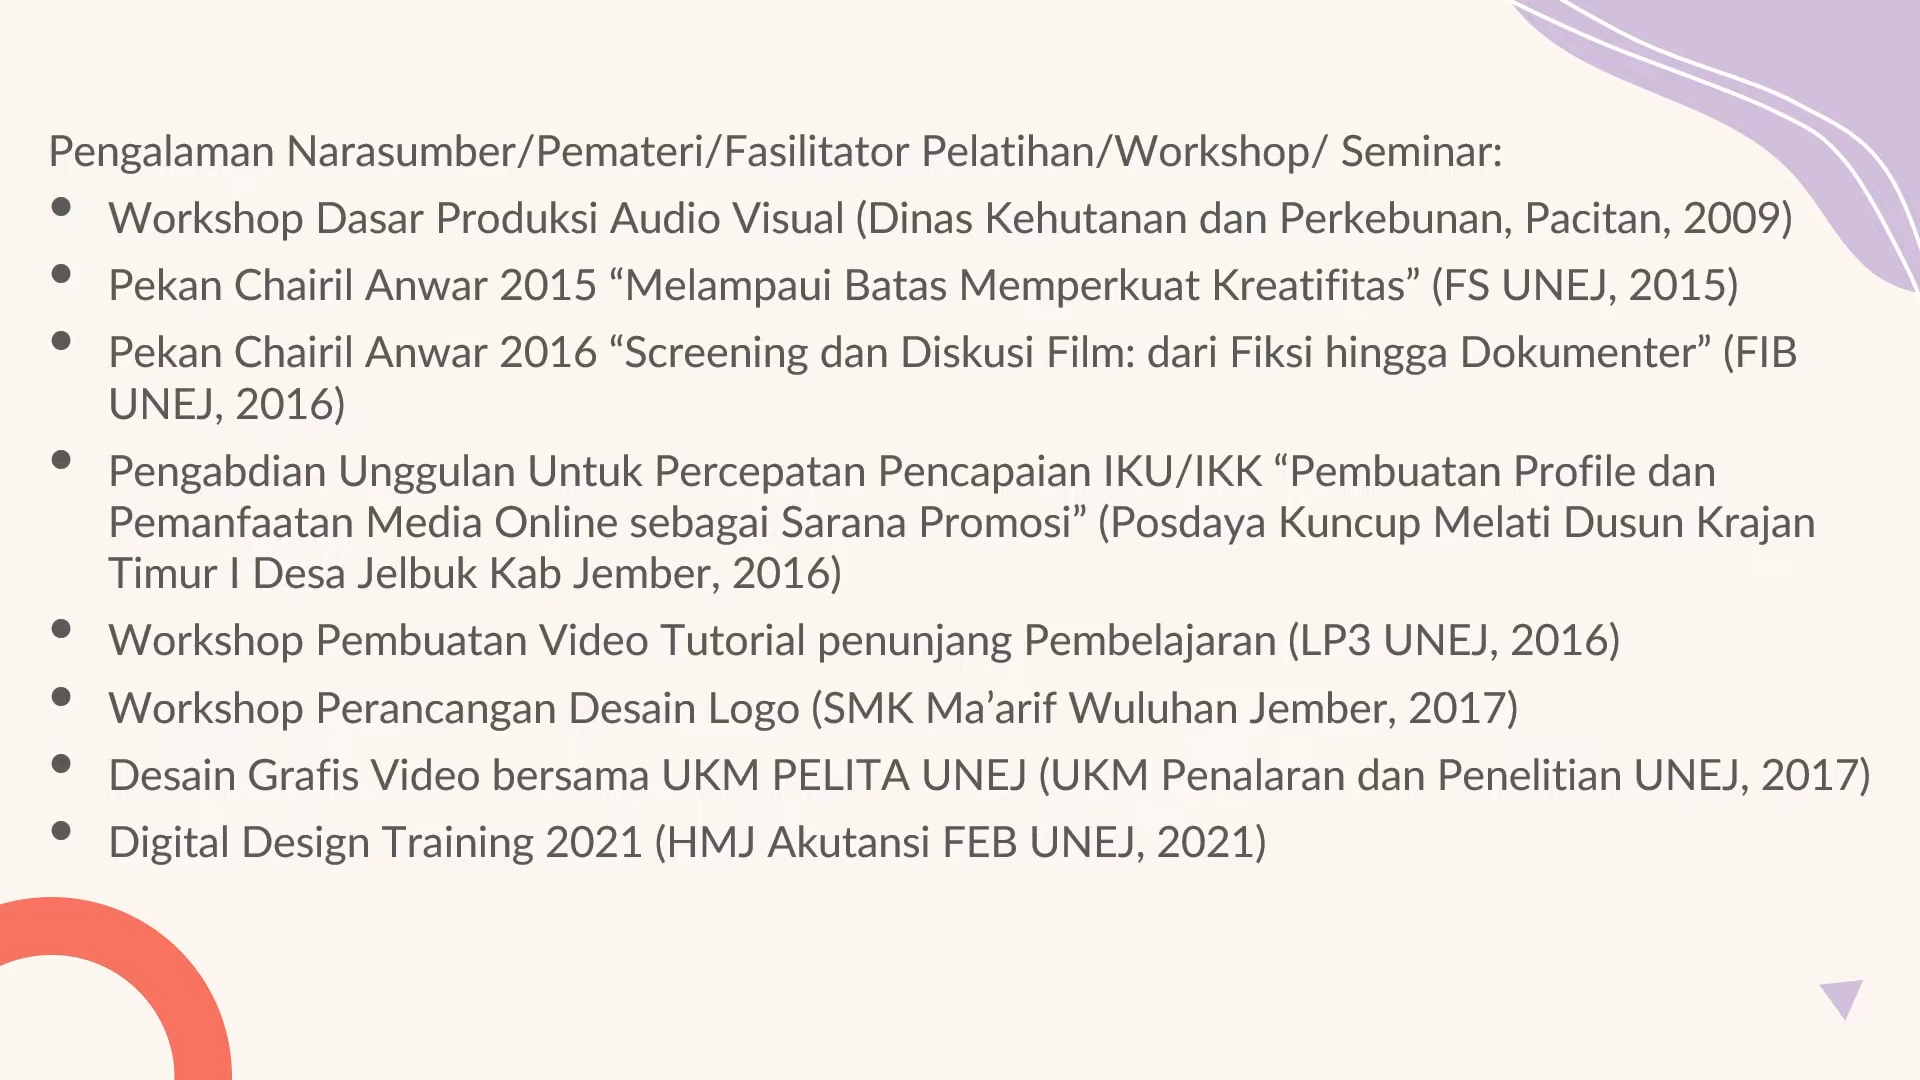 Pengalaman Narasumber/Pemateri/Fasilitator Pelatihan/Workshop/ Seminar:
• Workshop Dasar Produksi Audio Visual (Dinas Kehutanan dan Perkebunan, Pacitan, 2009)
• Pekan Chairil Anwar 2015 “Melampaui Batas Memperkuat Kreatifitas” (FS UNEJ, 2015)
• Pekan Chairil Anwar 2016 “Screening dan Diskusi Film: dari Fiksi hingga Dokumenter” (FIB
UNEJ, 2016)
• Pengabdian Unggulan Untuk Percepatan Pencapaian IKU/IKK “Pembuatan Profile dan
Pemanfaatan Media Online sebagai Sarana Promosi” (Posdaya Kuncup Melati Dusun Krajan
Timur I Desa Jelbuk Kab Jember, 2016)
• Workshop Pembuatan Video Tutorial penunjang Pembelajaran (LP3 UNEJ, 2016)
• Workshop Perancangan Desain Logo (SMK Ma’arif Wuluhan Jember, 2017)
• Desain Grafis Video bersama UKM PELITA UNEJ (UKM Penalaran dan Penelitian UNEJ, 2017)
• Digital Design Training 2021 (HMJ Akutansi FEB UNEJ, 2021)